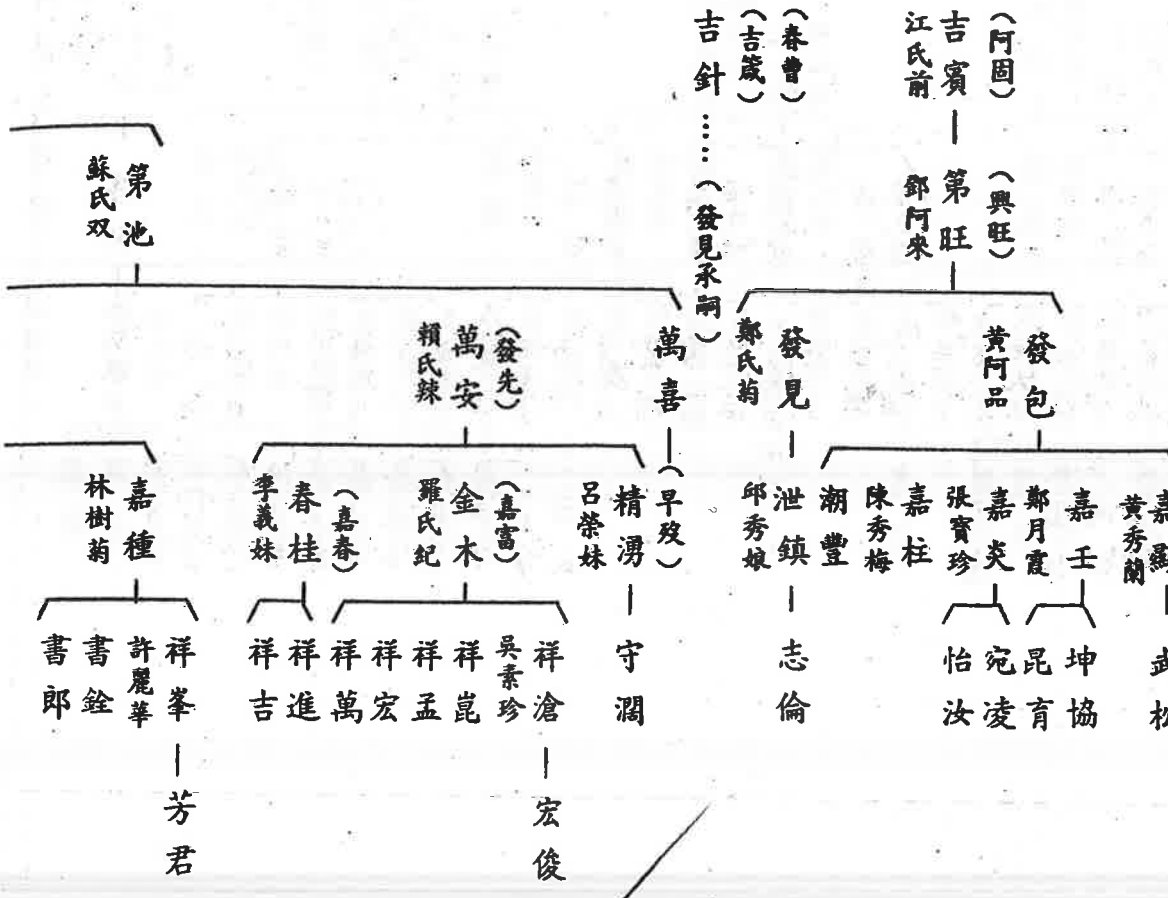 （阿固）
吉賓
江氏前
（春曹）
（吉箴）
吉針……（發見承嗣）
（興旺）
第旺
鄧阿來
第池
蘇氏双
發包
黃阿品
發見
鄭氏菊
萬喜
（發先）
萬安
賴氏辣
嘉
黃秀蘭
嘉壬
鄭月霞
嘉炎
張寶珍
嘉柱
陳秀梅
潮豐
泄鎮
邱秀娘
（早歿）
精湧
呂榮妹
（嘉富）
金木
羅氏紀
（嘉春）
春桂
李義妹
嘉種
林樹菊
武松
坤協
昆育
宛凌
怡汝
志倫
守濶
祥滄
吳素珍
祥崑
祥孟
祥宏
祥萬
祥進
祥吉
祥峯
許麗華
書銓
書郎
宏俊
芳君